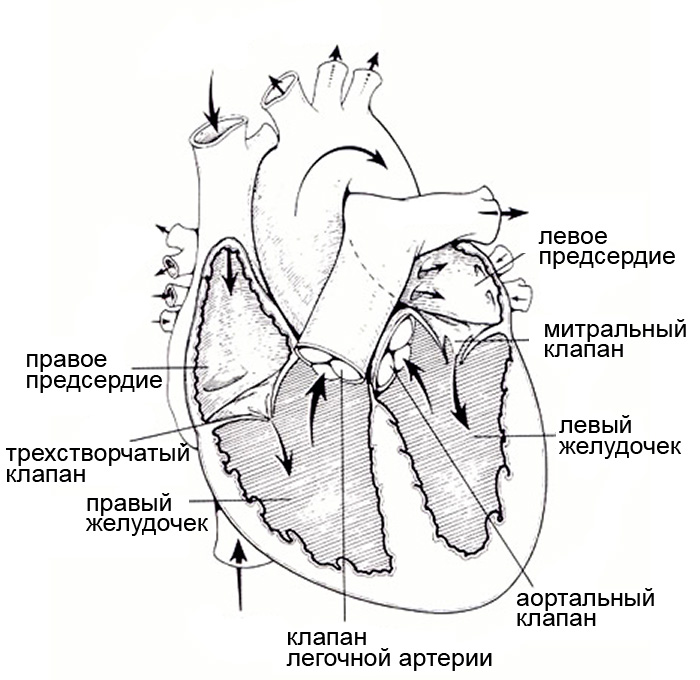 левое
предсердие
митральный
клапан
правое
предсердие
левый
желудочек
трехстворчатый
клапан
правый
желудочек
аортальный
клапан
клапан
легочной артерии